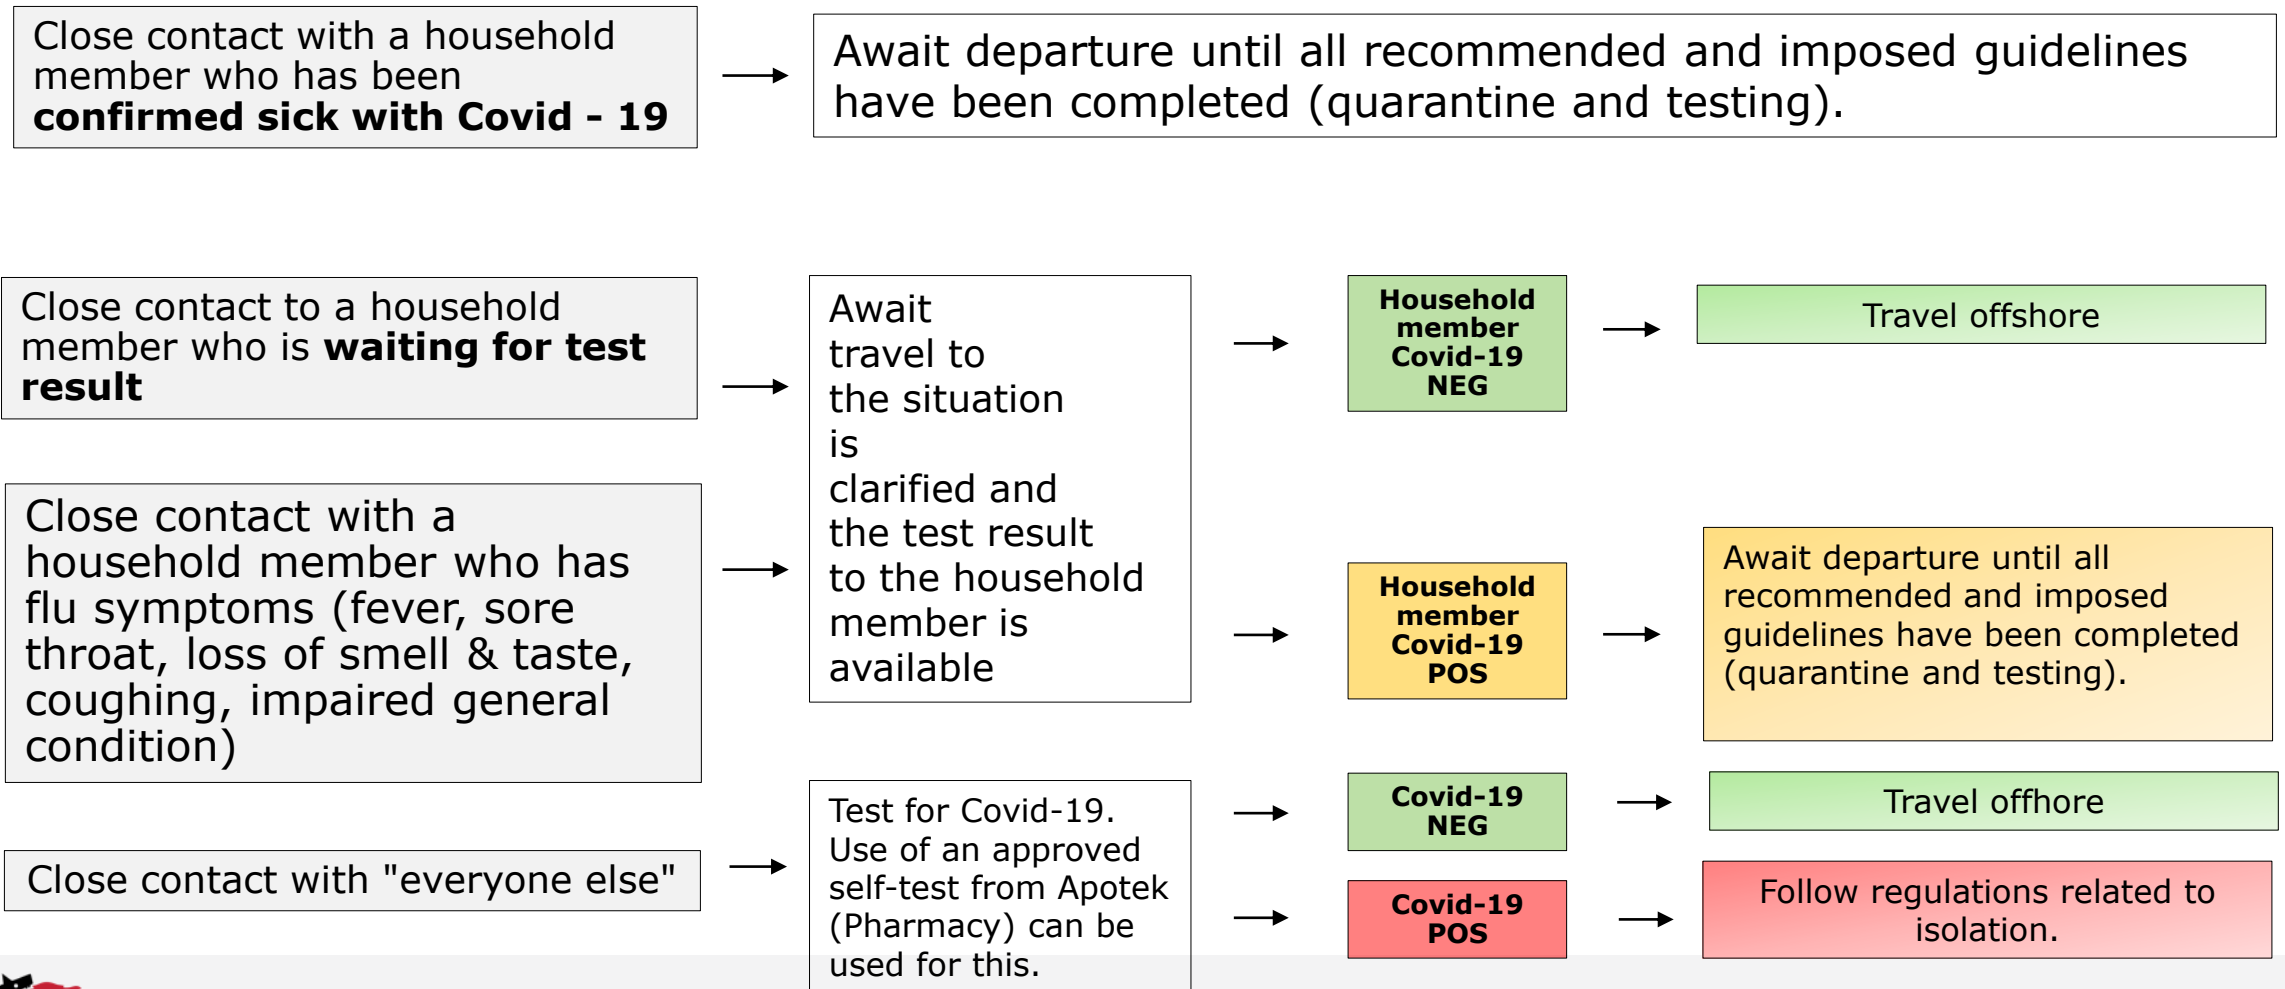 Close contact with a household
member who has been
confirmed sick with Covid - 19
Await departure until all recommended and imposed guidelines
have been completed (quarantine and testing).
Close contact to a household
member who is waiting for test
result
Await
travel to
the situation
is
clarified and
the test result
to the household
member is
available
Household
member
Covid-19
NEG
Travel offshore
Close contact with a
household member who has
flu symptoms (fever, sore
throat, loss of smell & taste,
coughing, impaired general
condition)
Household
member
Covid-19
POS
Await departure until all
recommended and imposed
guidelines have been completed
(quarantine and testing).
Close contact with "everyone else"
Test for Covid-19.
Use of an approved
self-test from Apotek
(Pharmacy) can be
used for this.
Covid-19
NEG
Travel offhore
Covid-19
POS
Follow regulations related to
isolation.